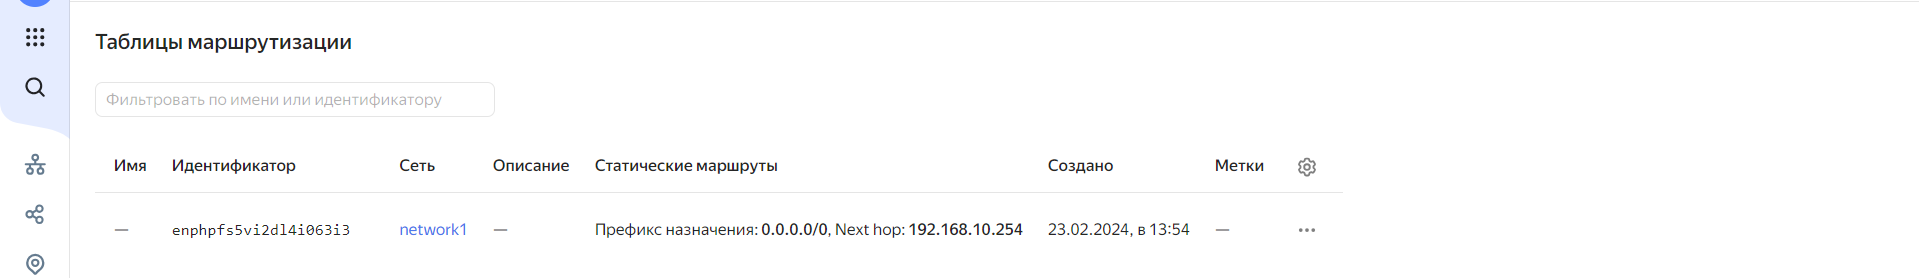 Таблицы маршрутизации
Фильтровать по имени или идентификатору
Имя Идентификатор Сеть Описание Статические маршруты Создано Метки
— enphpfs5vi2dl4i063i3 network1 — Префикс назначения: 0.0.0.0/0, Next hop: 192.168.10.254 23.02.2024, в 13:54 —